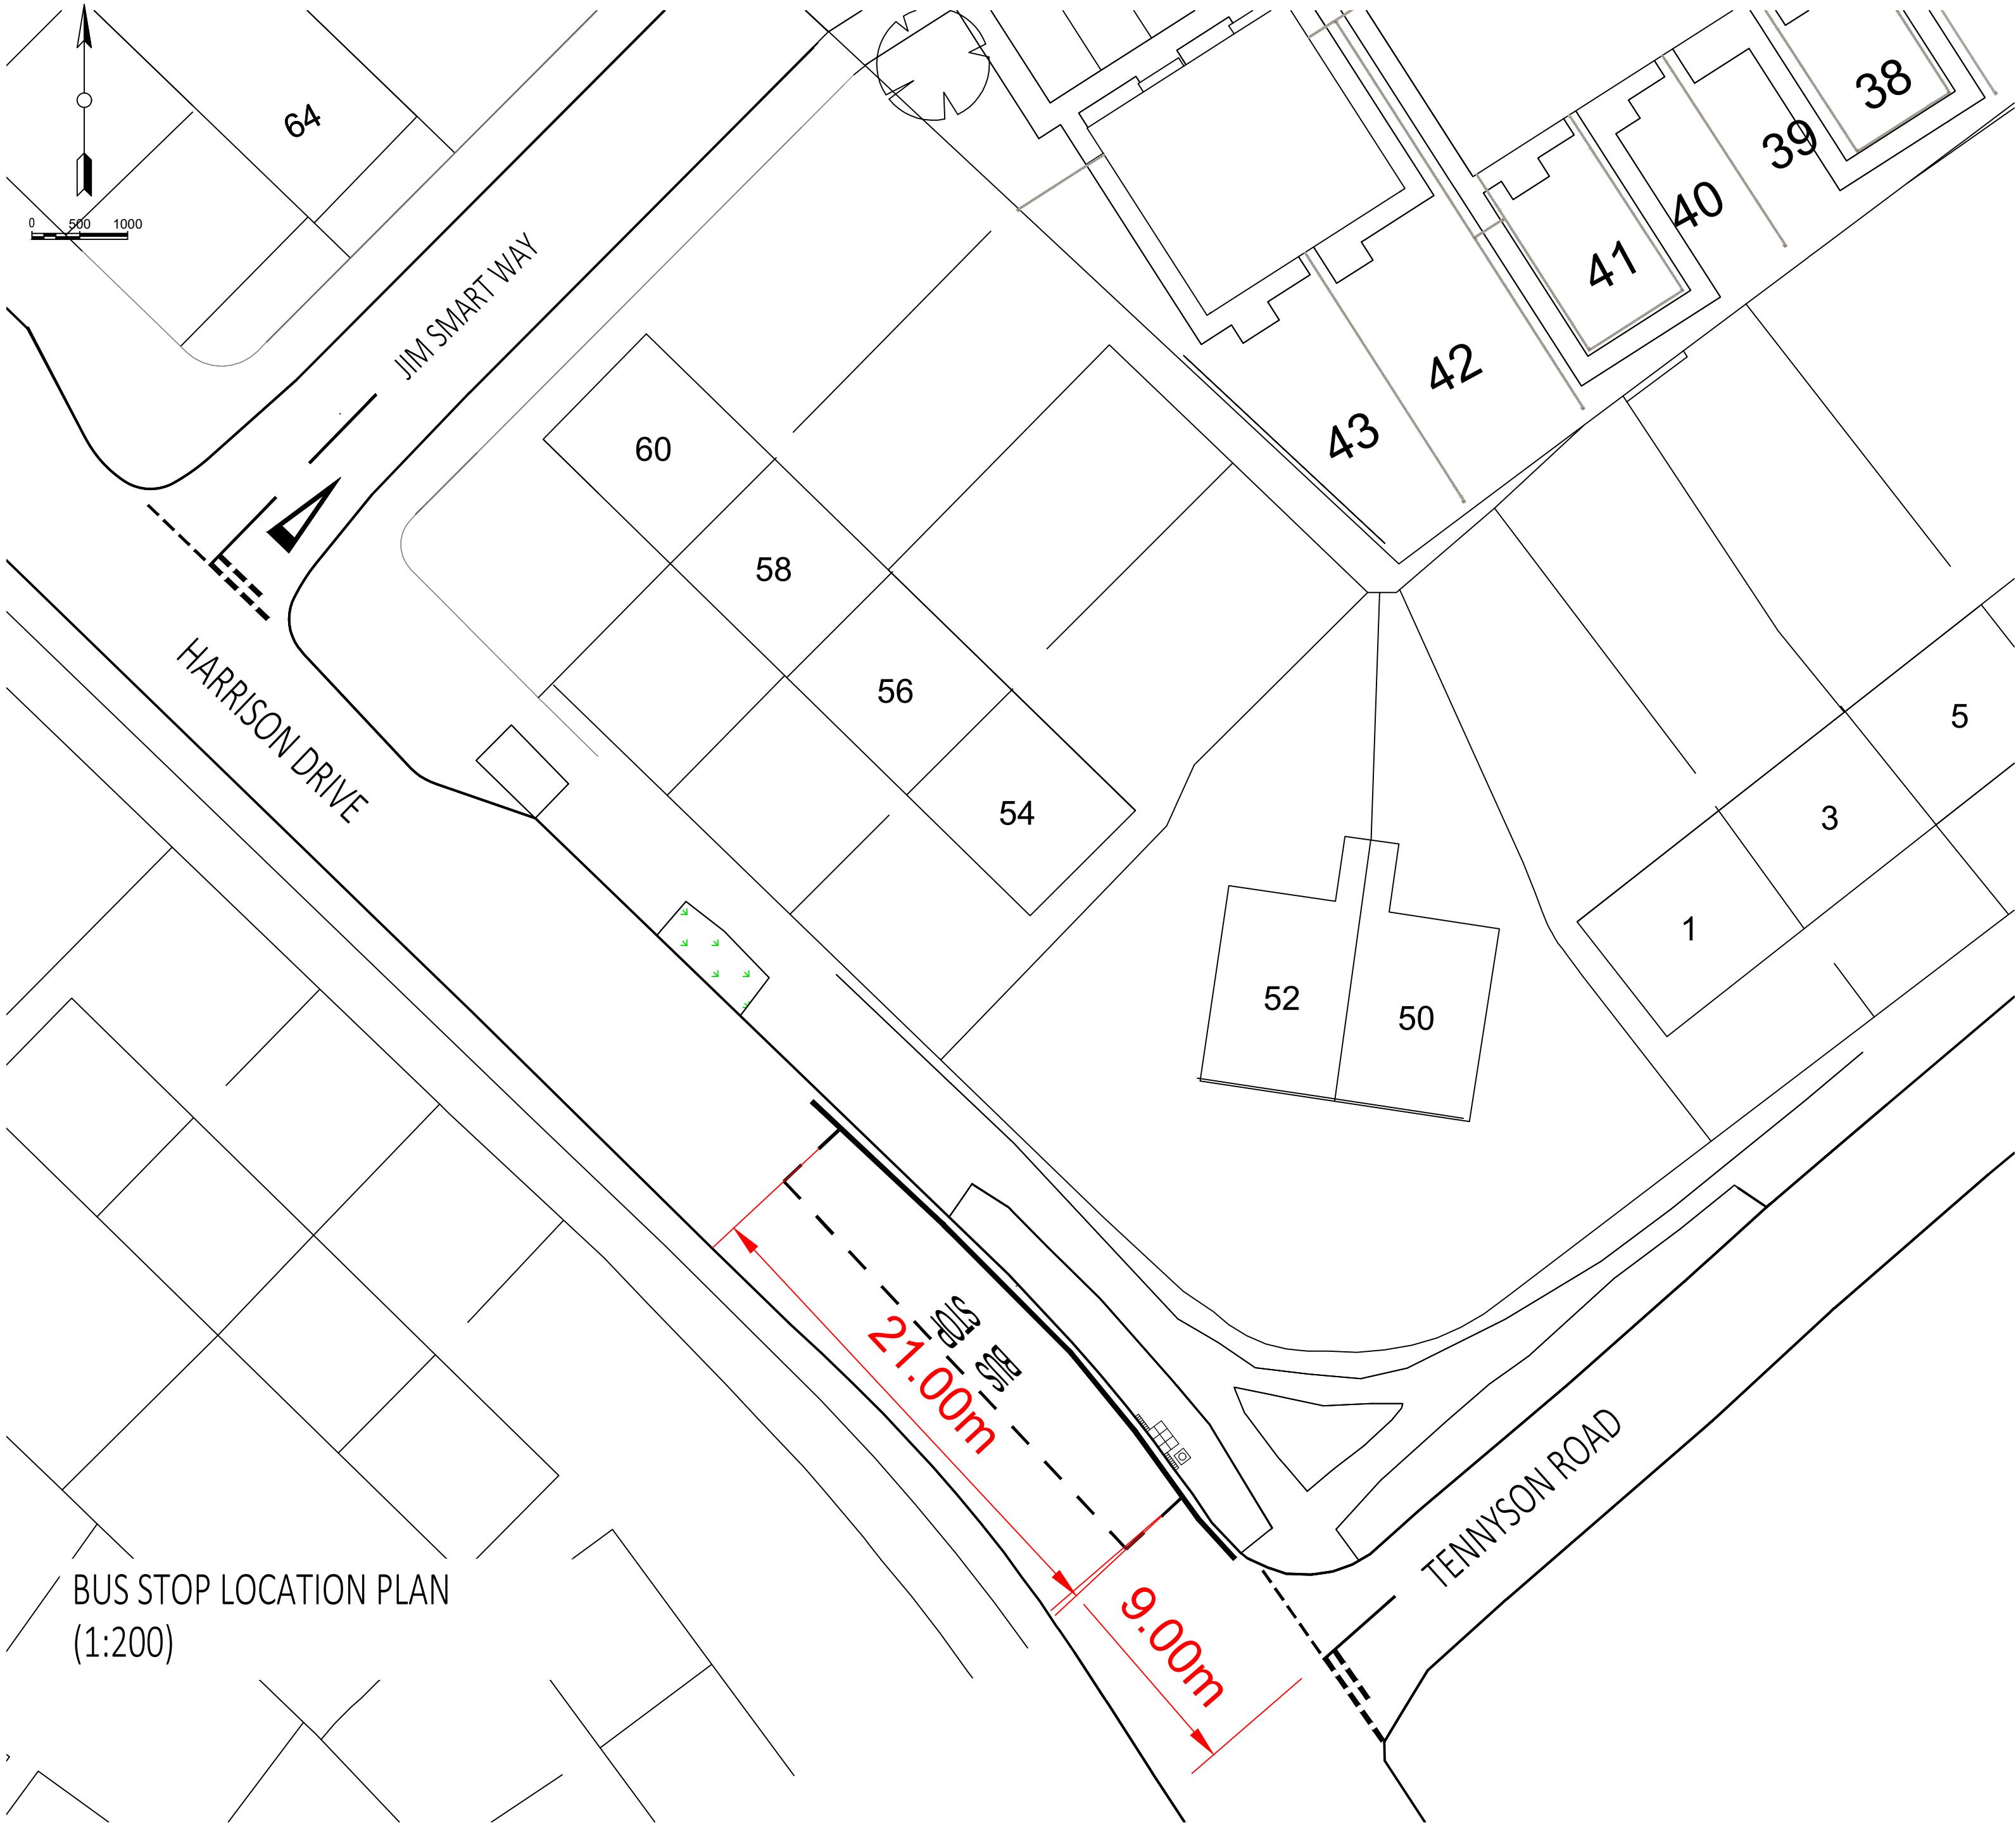 38
64
39
40
0 500 1000
41
JIM SMART WAY
42
43
60
58
HARRISON DRIVE
56
5
54
3
1
52
50
BUS STOP
21.00m
9.00m
TENNYSON ROAD
BUS STOP LOCATION PLAN
(1:200)